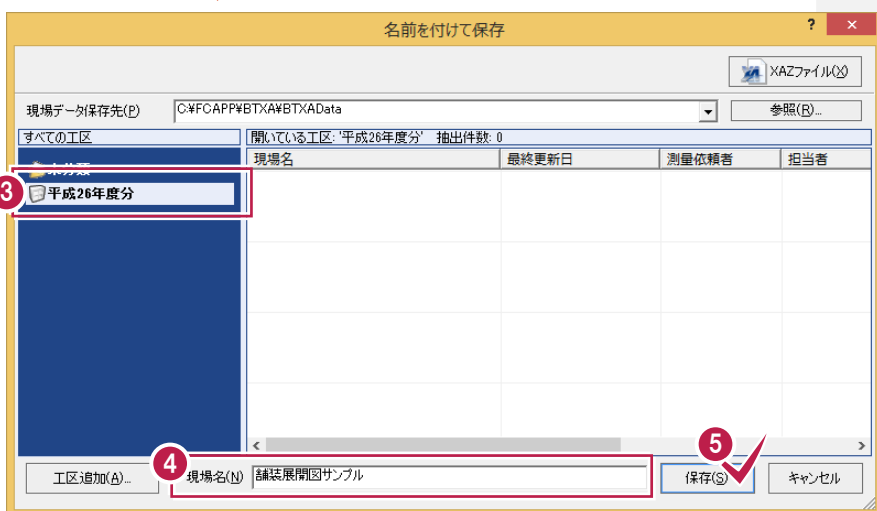 名前を付けて保存
? ×
XAZファイル(X)
現場データ保存先(P) C:¥FCAPP¥BTXA¥BTXAData 参照(R)...
すべての工区 開いている工区: '平成26年度分' 抽出件数: 0
現場名 最終更新日 測量依頼者 担当者
未分類
3 平成26年度分
5
4
工区追加(A)... 現場名(N) 舗装展開図サンプル 保存(S) キャンセル